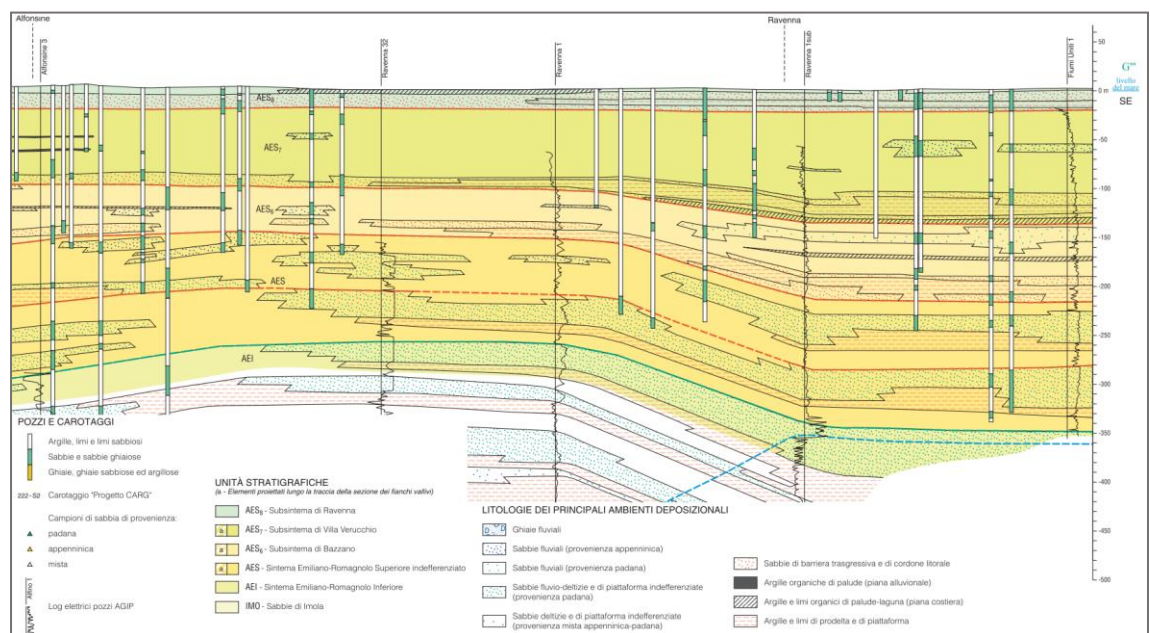 Alfonsine
Ravenna
Alfonsine 3
Ravenna 32
Ravenna 1
Ravenna 1sub
Fiumi Uniti 1
50
G""
livello
del mare
0 m
SE
AES8
AES7
-50
-100
AES6
-150
AES
-200
-250
AEI
-300
-350
-400
-450
-500
POZZI E CAROTAGGI
Argille, limi e limi sabbiosi
Sabbie e sabbie ghiaiose
Ghiaie, ghiaie sabbiose ed argillose
222-S2 Carotaggio "Progetto CARG"
Campioni di sabbia di provenienza:
padana
appenninica
mista
Log elettrici pozzi AGIP
UNITÀ STRATIGRAFICHE
(a - Elementi proiettati lungo la traccia della sezione dei fianchi vallivi)
AES8 - Subsintema di Ravenna
AES7 - Subsintema di Villa Verucchio
a AES6 - Subsintema di Bazzano
a AES - Sintema Emiliano-Romagnolo Superiore indefferenziato
AEI - Sintema Emiliano-Romagnolo Inferiore
IMO - Sabbie di Imola
LITOLOGIE DEI PRINCIPALI AMBIENTI DEPOSIZIONALI
Ghiaie fluviali
Sabbie fluviali (provenienza appenninica)
Sabbie fluviali (provenienza padana)
Sabbie fluvio-deltizie e di piattaforma indefferenziate
(provenienza padana)
Sabbie deltizie e di piattaforma indefferenziate
(provenienza mista appenninica-padana)
Sabbie di barriera trasgressiva e di cordone litorale
Argille organiche di palude (piana alluvionale)
Argille e limi organici di palude-laguna (piana costiera)
Argille e limi di prodelta e di piattaforma